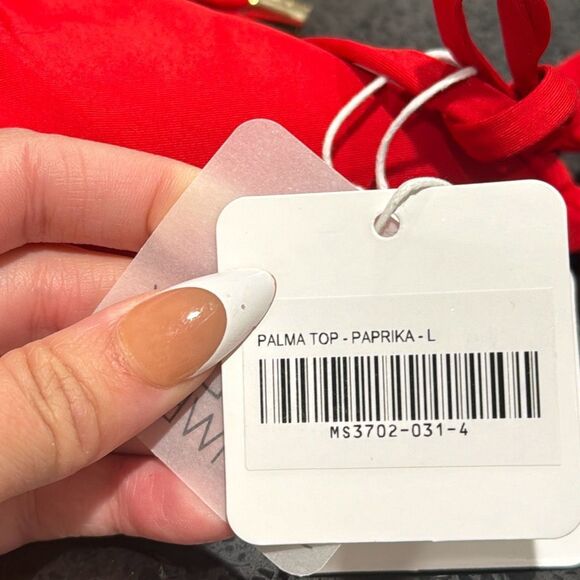 PALMA TOP - PAPRIKA - L
MS3702-031-4